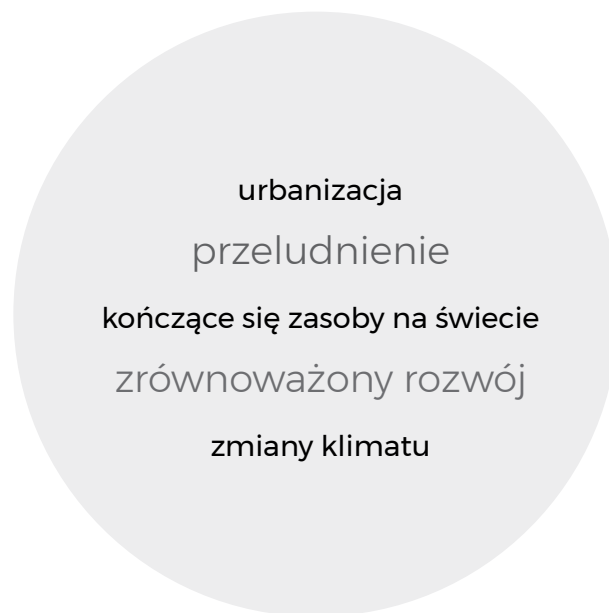 urbanizacja
przeludnienie
kończące się zasoby na świecie
zrównoważony rozwój
zmiany klimatu